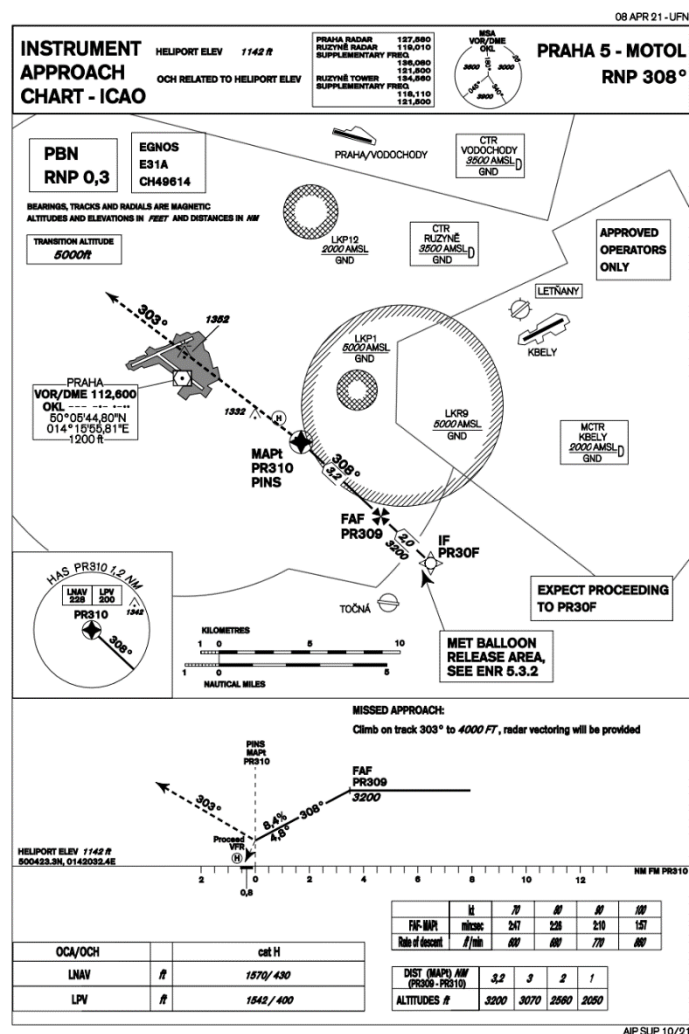 08 APR 21 - UFN
INSTRUMENT
APPROACH
CHART - ICAO
HELIPORT ELEV 1142 ft
OCH RELATED TO HELIPORT ELEV
PRAHA RADAR 127,580
RUZYNĚ RADAR 119,010
SUPPLEMENTARY FREQ.
136,080
121,500
RUZYNĚ TOWER 134,560
SUPPLEMENTARY FREQ.
118,110
121,500
MSA
VOR/DME
OKL
3600
3000
3900
180°
PRAHA 5 - MOTOL
RNP 308°
PBN
RNP 0,3
EGNOS
E31A
CH49614
BEARINGS, TRACKS AND RADIALS ARE MAGNETIC
ALTITUDES AND ELEVATIONS IN FEET AND DISTANCES IN NM
TRANSITION ALTITUDE
5000ft
PRAHA/VODOCHODY
CTR
VODOCHODY
3500 AMSL D
GND
LKP12
2000 AMSL
GND
CTR
RUZYNĚ
3500 AMSL D
GND
APPROVED
OPERATORS
ONLY
LETŇANY
KBELY
303°
1352
LKP1
5000 AMSL
GND
PRAHA
VOR/DME 112,600
OKL
50°05'44,80"N
014°15'55,81"E
1200 ft
1332
H
LKR9
5000 AMSL
GND
MCTR
KBELY
2000 AMSL D
GND
MAPt
PR310
PINS
308°
3,2
FAF
PR309
2,0
3200
IF
PR30F
HAS PR310 1,2 NM
LNAV
228
LPV
200
1342
PR310
308°
TOČNÁ
EXPECT PROCEEDING
TO PR30F
MET BALLOON
RELEASE AREA,
SEE ENR 5.3.2
KILOMETRES
1 0 5 10
1 0 5
NAUTICAL MILES
MISSED APPROACH:
Climb on track 303° to 4000 FT, radar vectoring will be provided
PINS
MAPt
PR310
FAF
PR309
3200
303°
8,4%
4,8°
308°
Proceed
VFR
H
HELIPORT ELEV 1142 ft
500423.3N, 0142032.4E
2 0 2 4 6 8 10 12 NM FM PR310
0,8
kt 70 80 90 100
FAF-MAPt min:sec 2:47 2:26 2:10 1:57
Rate of descent ft/min 600 680 770 860
OCA/OCH cat H
LNAV ft 1570/ 430
LPV ft 1542 / 400
DIST (MAPt) NM
(PR309 - PR310)
3,2 3 2 1
ALTITUDES ft 3200 3070 2560 2050
AIP SUP 10/21